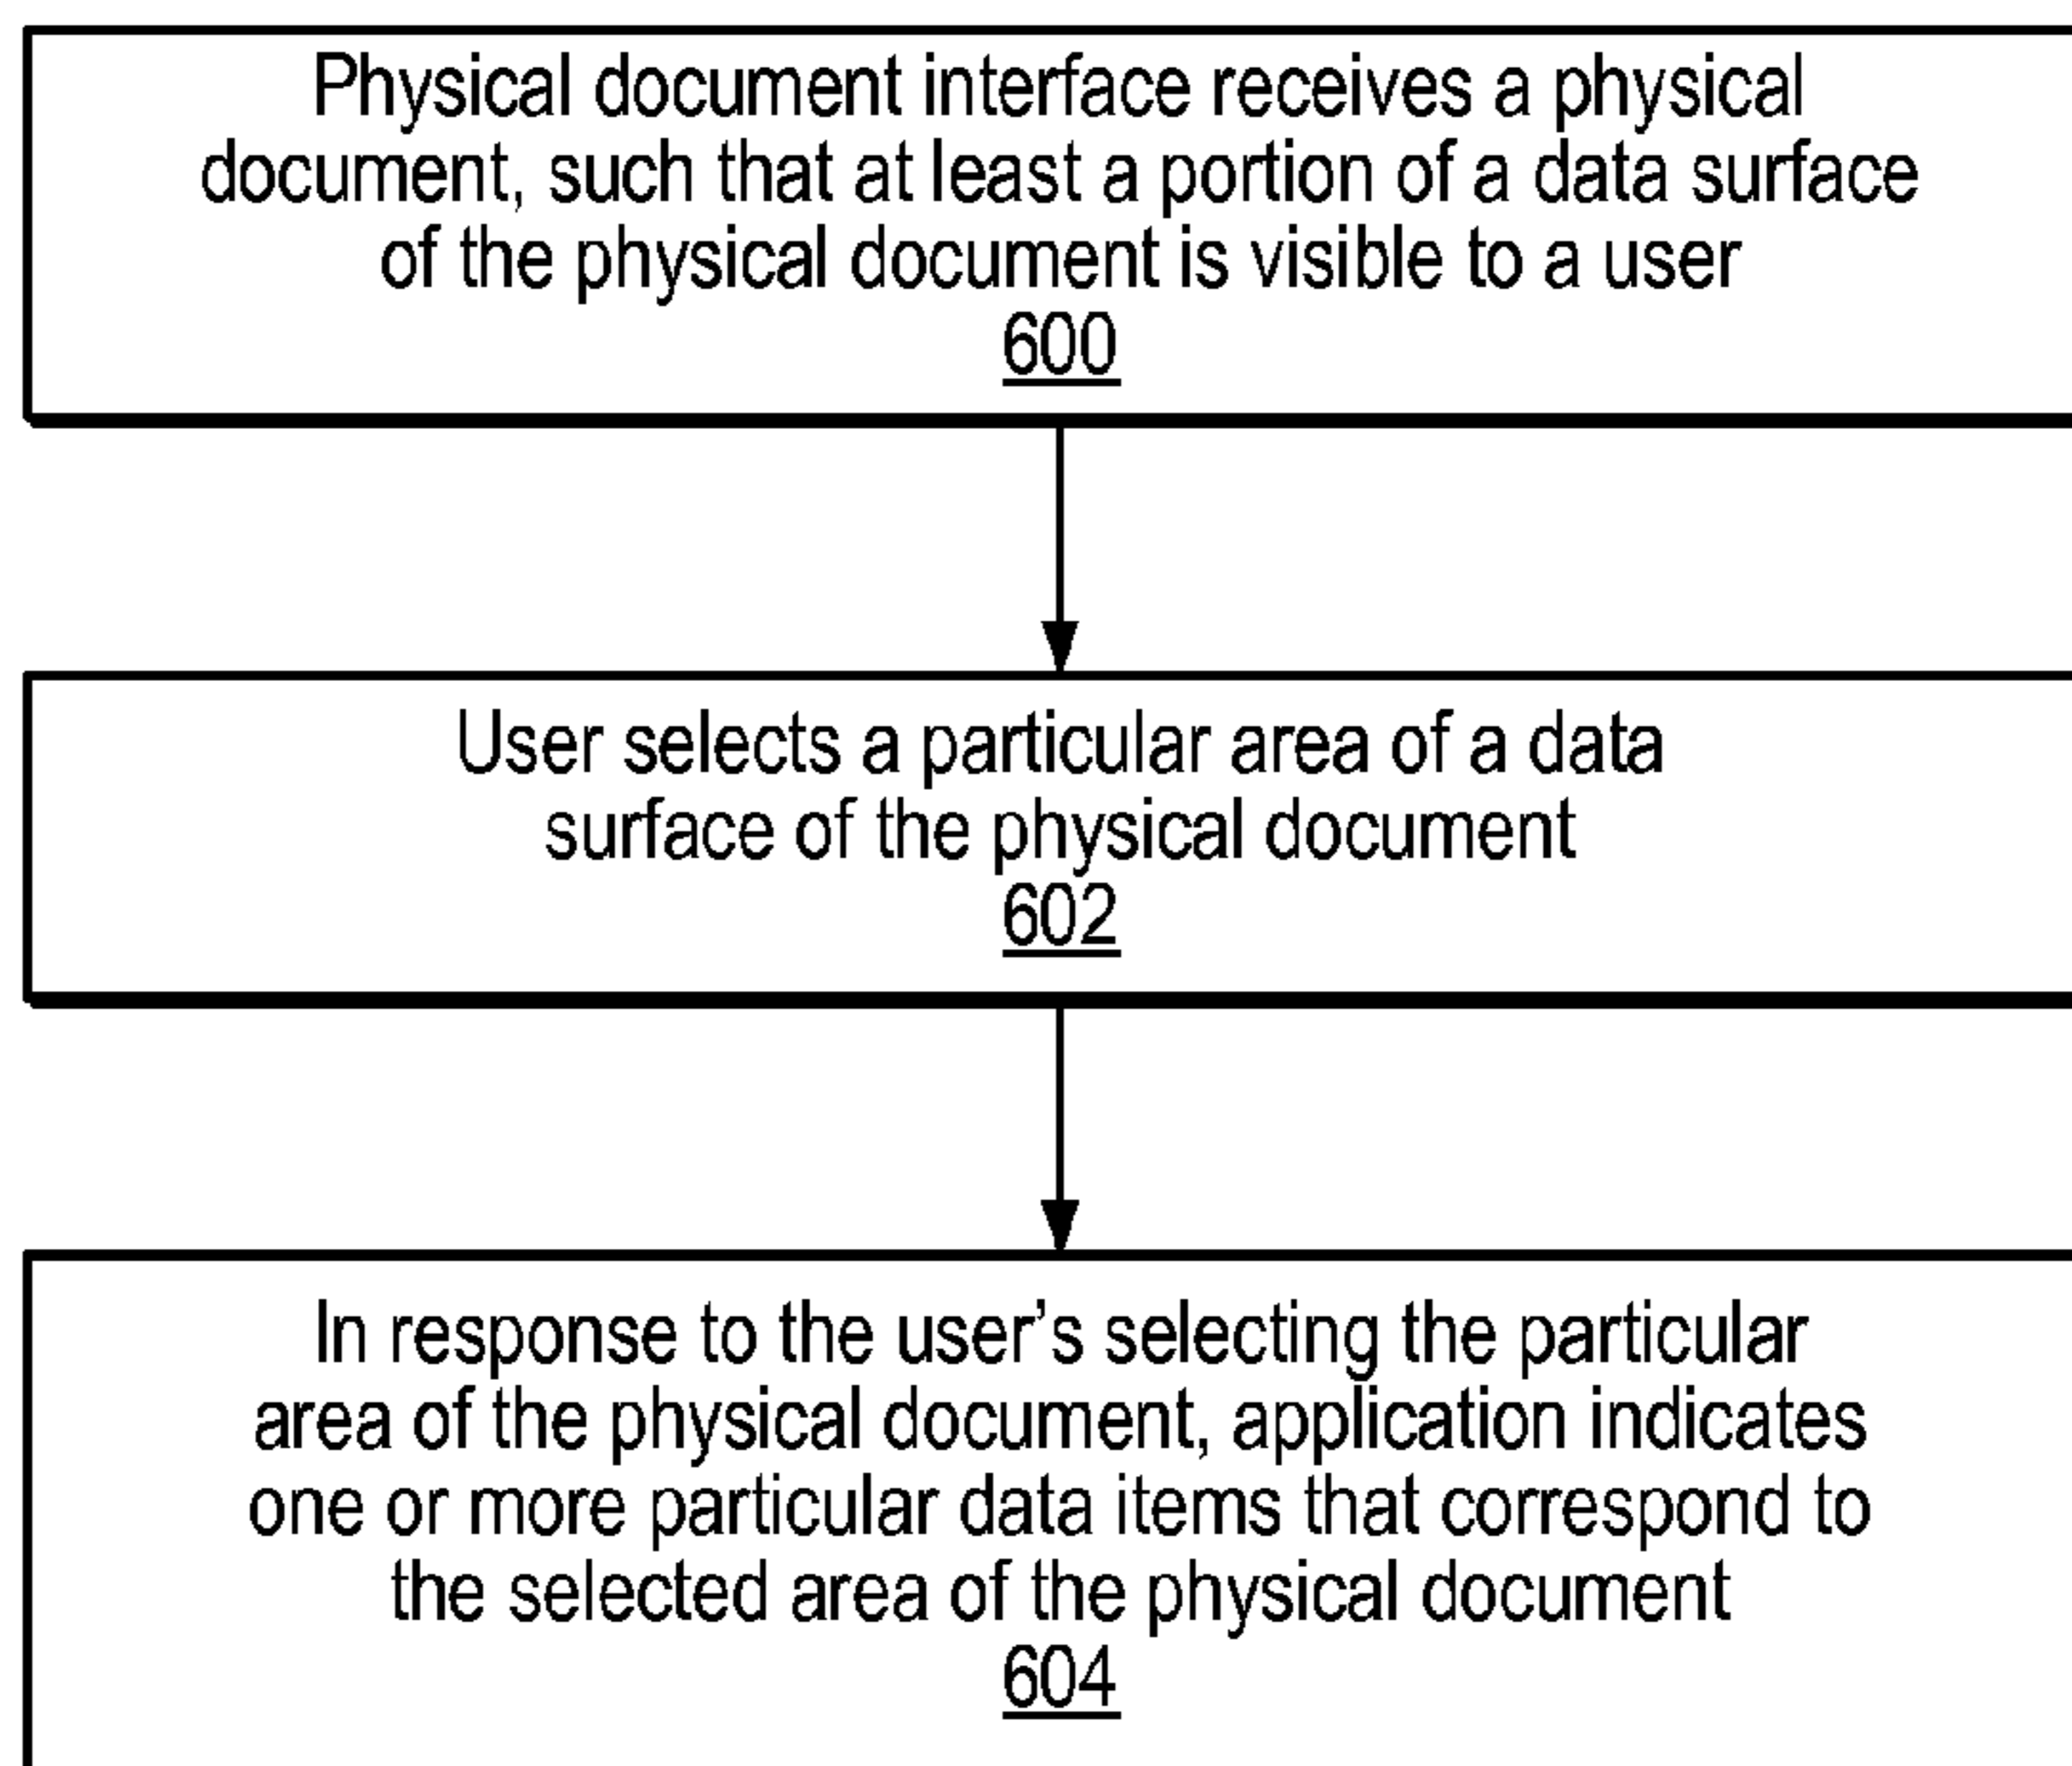 Physical document interface receives a physical
document, such that at least a portion of a data surface
of the physical document is visible to a user
600
User selects a particular area of a data
surface of the physical document
602
In response to the user’s selecting the particular
area of the physical document, application indicates
one or more particular data items that correspond to
the selected area of the physical document
604